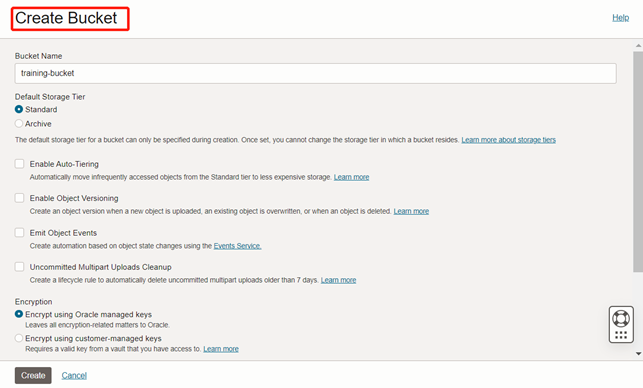 Create Bucket
Help
Bucket Name
training-bucket
Default Storage Tier
Standard
Archive
The default storage tier for a bucket can only be specified during creation. Once set, you cannot change the storage tier in which a bucket resides. Learn more about storage tiers
Enable Auto-Tiering
Automatically move infrequently accessed objects from the Standard tier to less expensive storage. Learn more
Enable Object Versioning
Create an object version when a new object is uploaded, an existing object is overwritten, or when an object is deleted. Learn more
Emit Object Events
Create automation based on object state changes using the Events Service.
Uncommitted Multipart Uploads Cleanup
Create a lifecycle rule to automatically delete uncommitted multipart uploads older than 7 days. Learn more
Encryption
Encrypt using Oracle managed keys
Leaves all encryption-related matters to Oracle.
Encrypt using customer-managed keys
Requires a valid key from a vault that you have access to. Learn more
Create
Cancel